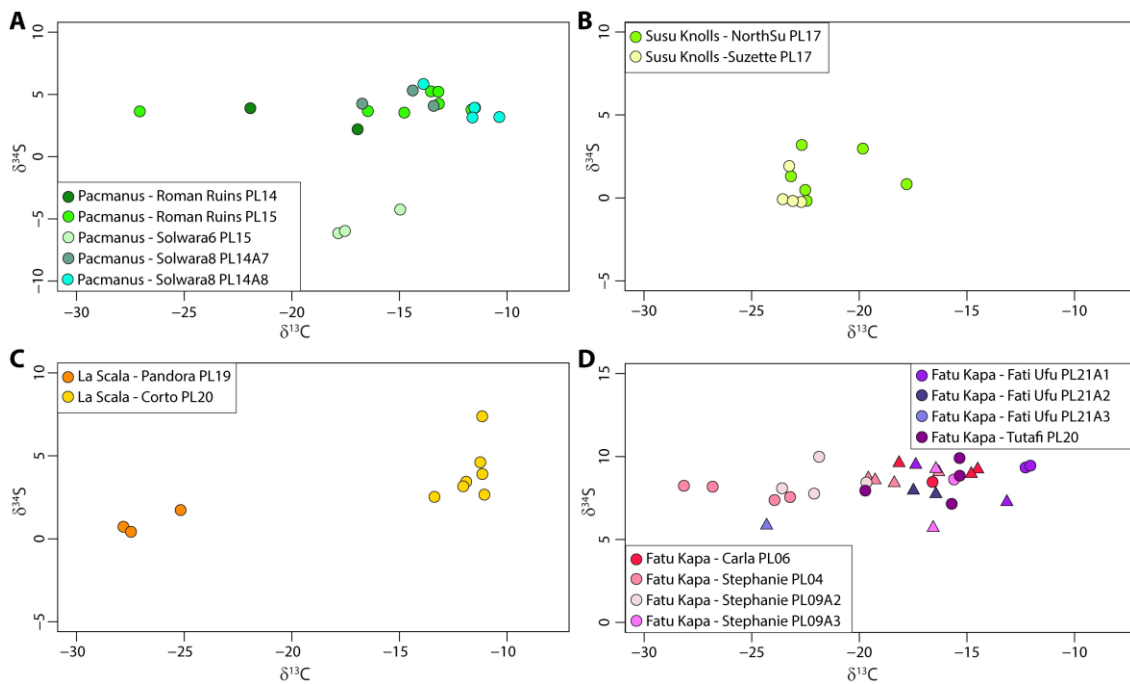 A
10
5
0
−5
−10
δ34S
Pacmanus - Roman Ruins PL14
Pacmanus - Roman Ruins PL15
Pacmanus - Solwara6 PL15
Pacmanus - Solwara8 PL14A7
Pacmanus - Solwara8 PL14A8
−30 −25 −20 −15 −10
δ13C
B
10
5
0
−5
δ34S
Susu Knolls - NorthSu PL17
Susu Knolls -Suzette PL17
−30 −25 −20 −15 −10
δ13C
C
10
5
0
−5
δ34S
La Scala - Pandora PL19
La Scala - Corto PL20
−30 −25 −20 −15 −10
δ13C
D
15
10
5
0
δ34S
Fatu Kapa - Fati Ufu PL21A1
Fatu Kapa - Fati Ufu PL21A2
Fatu Kapa - Fati Ufu PL21A3
Fatu Kapa - Tutafi PL20
Fatu Kapa - Carla PL06
Fatu Kapa - Stephanie PL04
Fatu Kapa - Stephanie PL09A2
Fatu Kapa - Stephanie PL09A3
−30 −25 −20 −15 −10
δ13C